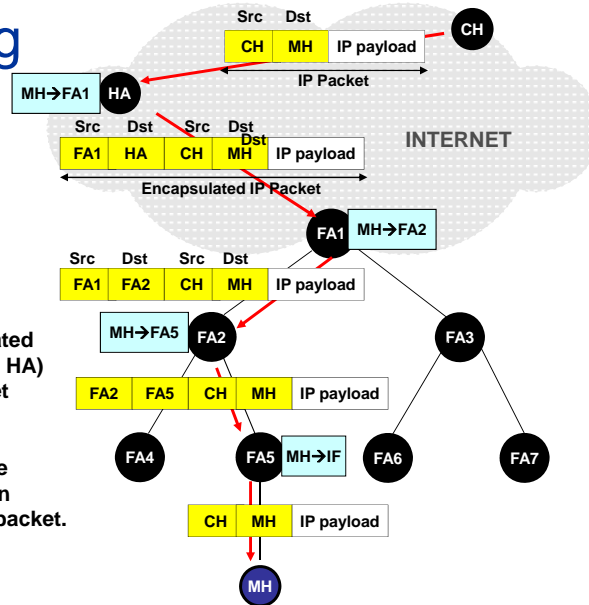 g
Src Dst
CH MH IP payload
CH
IP Packet
MH→FA1 HA
INTERNET
Src Dst Src Dst
Dst
FA1 HA CH MH IP payload
Encapsulated IP Packet
FA1 MH→FA2
Src Dst Src Dst
FA1 FA2 CH MH IP payload
MH→FA5 FA2
FA3
ated
HA)
et
FA2 FA5 CH MH IP payload
FA4
FA5 MH→IF
FA6
FA7
e
n
packet.
CH MH IP payload
MH